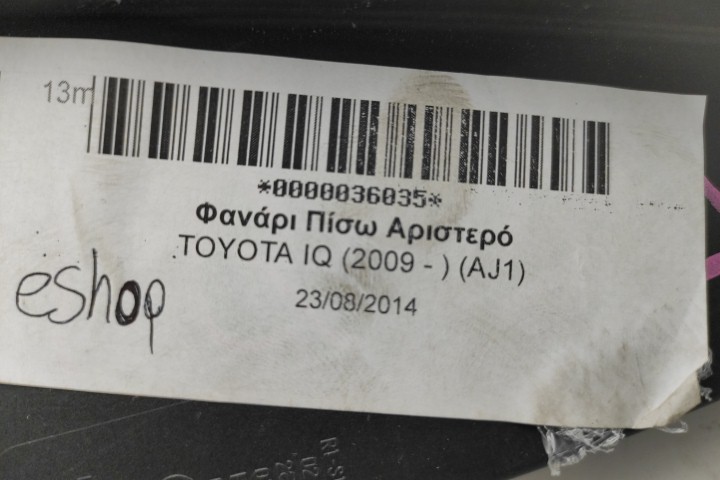 13m
*0000036035*
Φανάρι Πίσω Αριστερό
TOYOTA IQ (2009 - ) (AJ1)
eshop
23/08/2014